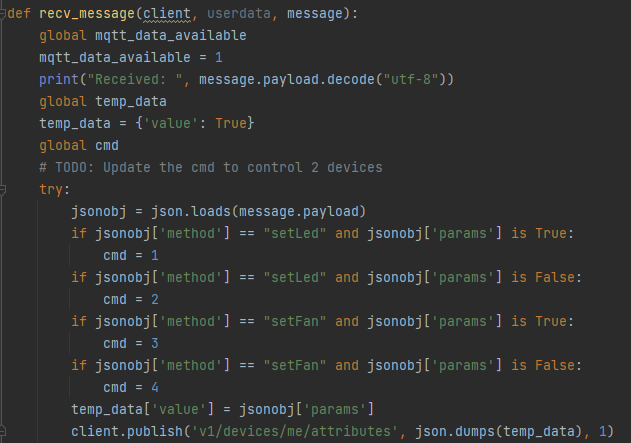 def recv_message(client, userdata, message):
    global mqtt_data_available
    mqtt_data_available = 1
    print("Received: ", message.payload.decode("utf-8"))
    global temp_data
    temp_data = {'value': True}
    global cmd
    # TODO: Update the cmd to control 2 devices
    try:
        jsonobj = json.loads(message.payload)
        if jsonobj['method'] == "setLed" and jsonobj['params'] is True:
            cmd = 1
        if jsonobj['method'] == "setLed" and jsonobj['params'] is False:
            cmd = 2
        if jsonobj['method'] == "setFan" and jsonobj['params'] is True:
            cmd = 3
        if jsonobj['method'] == "setFan" and jsonobj['params'] is False:
            cmd = 4
        temp_data['value'] = jsonobj['params']
        client.publish('v1/devices/me/attributes', json.dumps(temp_data), 1)